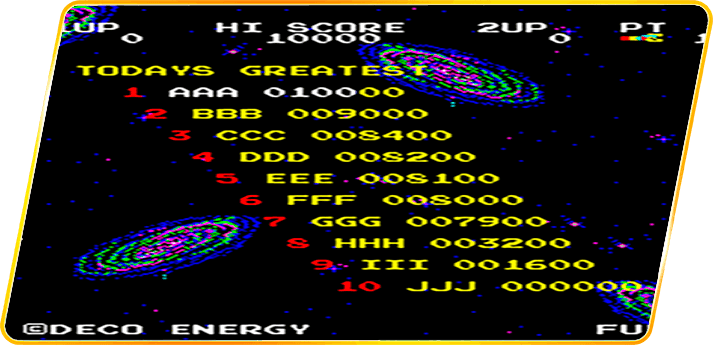 1UP HI SCORE 2UP PT
0 10000 0 1
TODAYS GREATEST
1 AAA 010000
2 BBB 009000
3 CCC 008400
4 DDD 008200
5 EEE 008100
6 FFF 008000
7 GGG 007900
8 HHH 003200
9 III 001600
10 JJJ 000000
©DECO ENERGY FU